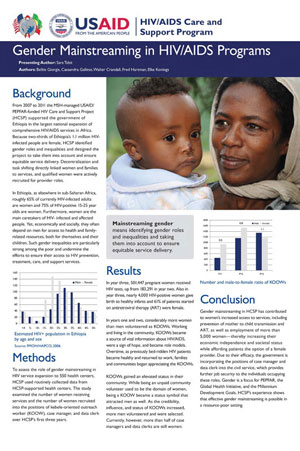 USAID
FROM THE AMERICAN PEOPLE
HIV/AIDS Care and
Support Program
Gender Mainstreaming in HIV/AIDS Programs
Presenting Author: Sara Tobit
Authors: Belkis Giorgis, Cassandra Gallicus, Walter Crandall, Fred Hartman, Elke Konings
Background
From 2007 to 2011 the MSH-managed USAID/
PEPFAR-funded HIV Care and Support Project
(HCSP) supported the government of
Ethiopia in the largest national expansion of
comprehensive HIV/AIDS services in Africa.
Because two-thirds of Ethiopia's 1.1 million HIV-
infected people are female, HCSP identified
gender roles and inequalities and designed the
project to take them into account and ensure
equitable service delivery. Decentralization and
task shifting directly linked women and families
to services, and qualified women were actively
recruited for provider roles.
In Ethiopia, as elsewhere in sub-Saharan Africa,
roughly 65% of currently HIV-infected adults
are women and 75% of HIV-positive 15-25 year
olds are women. Furthermore, women are the
main caretakers of HIV- infected and affected
people. Yet, economically and socially, they often
depend on men for access to health and family-
related resources, both for themselves and their
children. Such gender inequalities are particularly
strong among the poor and undermine the
efforts to ensure their access to HIV prevention,
treatment, care, and support services.
Estimated HIV+ population in Ethiopia
by age and sex
Methods
To assess the role of gender mainstreaming in
HIV service expansion to 550 health centers,
HCSP used routinely collected data from
HCSP-supported health centers. The study
examined the number of women receiving
services and the number of women recruited
into the positions of kebele-oriented outreach
worker (KOOW), case manager, and data clerk
over HCSP's first three years.
Mainstreaming gender
means identifying gender roles
and inequalities and taking
them into account to ensure
equitable service delivery.
Results
In year three, 501,447 pregnant women received
HIV tests, up from 183,391 in year two. Also in
year three, nearly 4,000 HIV-positive women gave
birth to healthy infants and 60% of patients started
on antiretroviral therapy (ART) were female.
In years one and two, considerably more women
than men volunteered as KOOWs. Working
and living in the community, KOOWs became
a source of vital information about HIV/AIDS,
were a sign of hope, and became role models.
Overtime, as previously bed-ridden HIV patients
became healthy and returned to work, families
and communities began appreciating the KOOWs.
KOOWs gained an elevated status in their
community. While being an unpaid community
volunteer used to be the domain of women,
being a KOOW became a status symbol that
attracted men as well. As the credibility,
influence, and status of KOOWs increased,
more men volunteered and were selected.
Currently however, more than half of case
managers and data clerks are still women.
Number and male-to-female ratio of KOOWs
Conclusion
Gender mainstreaming in HCSP has contributed
to women's increased access to services, including
prevention of mother to child transmission and
ART, as well as employment of more than
5,000 women—thereby increasing their
economic independence and societal status
while affording patients the option of a female
provider. Due to their efficacy, the government is
incorporating the positions of case manager and
data clerk into the civil service, which provides
further job security to the individuals occupying
these roles. Gender is a focus for PEPFAR, the
Global Health Initiative, and the Millennium
Development Goals. HCSP's experience shows
that effective gender mainstreaming is possible in
a resource-poor setting.